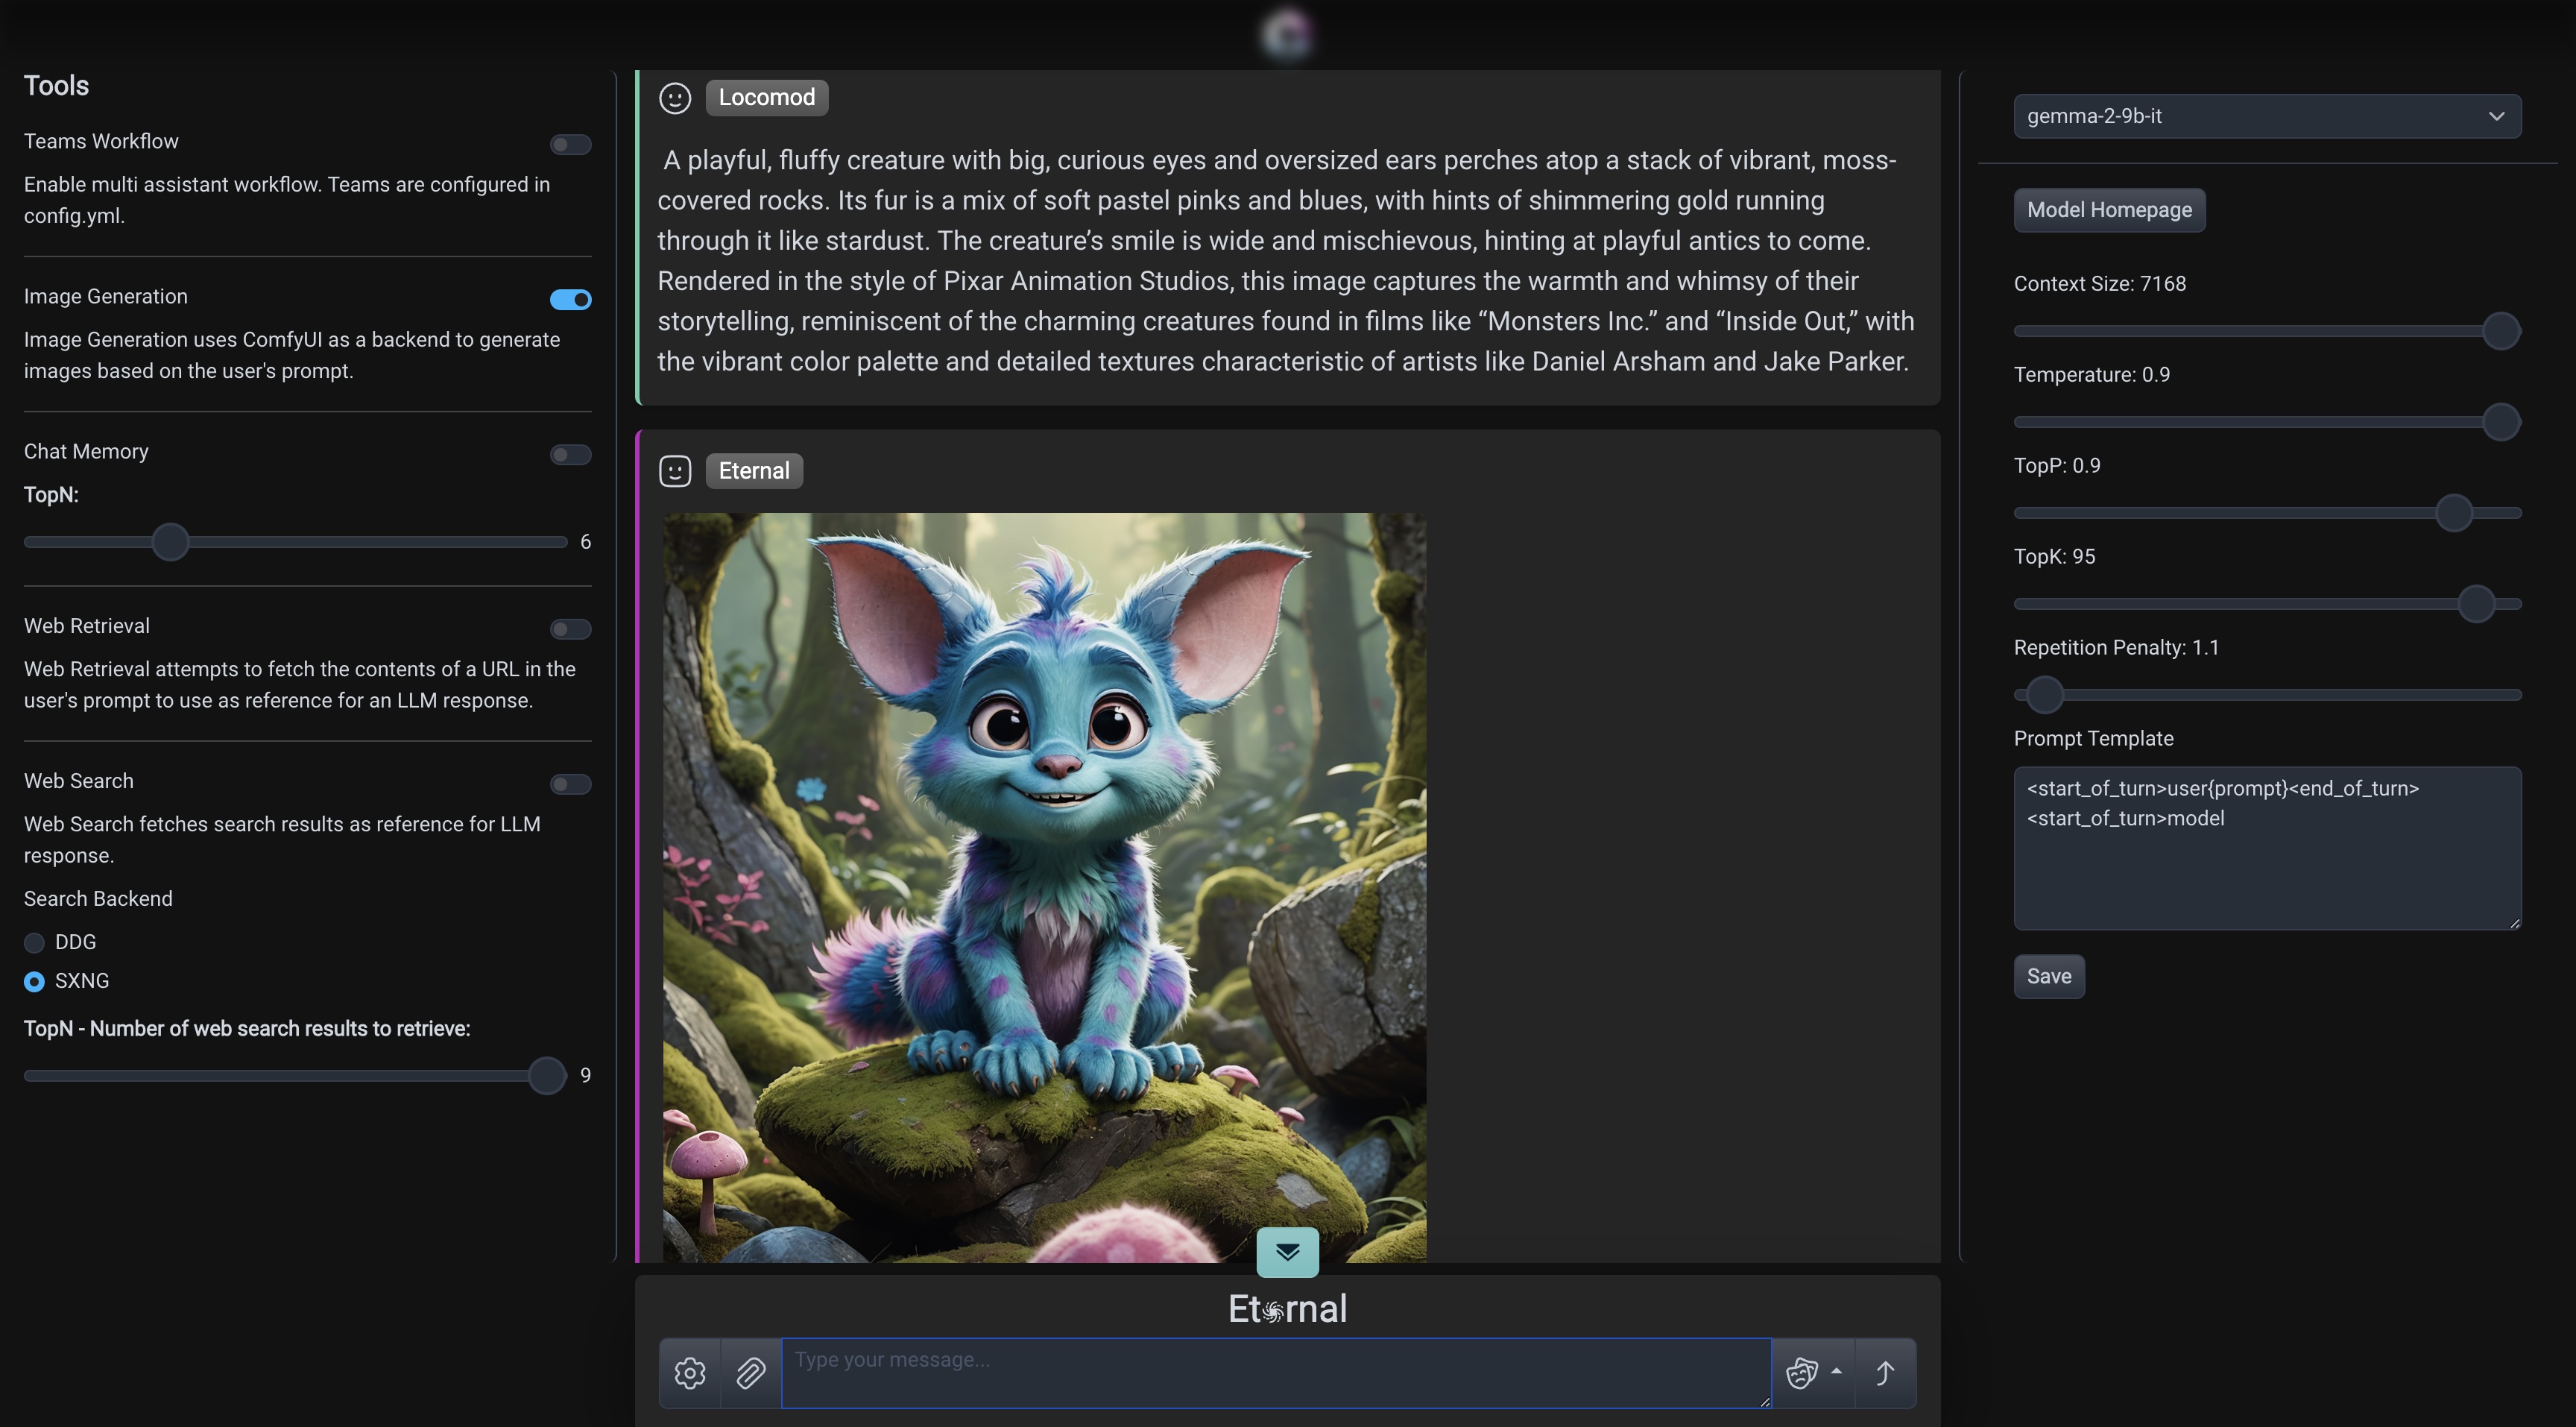 Tools
Teams Workflow
Enable multi assistant workflow. Teams are configured in
config.yml.
Image Generation
Image Generation uses ComfyUI as a backend to generate
images based on the user's prompt.
Chat Memory
TopN:
6
Web Retrieval
Web Retrieval attempts to fetch the contents of a URL in the
user's prompt to use as reference for an LLM response.
Web Search
Web Search fetches search results as reference for LLM
response.
Search Backend
DDG
SXNG
TopN - Number of web search results to retrieve:
9
Locomod
A playful, fluffy creature with big, curious eyes and oversized ears perches atop a stack of vibrant, moss-
covered rocks. Its fur is a mix of soft pastel pinks and blues, with hints of shimmering gold running
through it like stardust. The creature’s smile is wide and mischievous, hinting at playful antics to come.
Rendered in the style of Pixar Animation Studios, this image captures the warmth and whimsy of their
storytelling, reminiscent of the charming creatures found in films like “Monsters Inc.” and “Inside Out,” with
the vibrant color palette and detailed textures characteristic of artists like Daniel Arsham and Jake Parker.
Eternal
Eternal
Type your message...
gemma-2-9b-it
Model Homepage
Context Size: 7168
Temperature: 0.9
TopP: 0.9
TopK: 95
Repetition Penalty: 1.1
Prompt Template
<start_of_turn>user{prompt}<end_of_turn>
<start_of_turn>model
Save